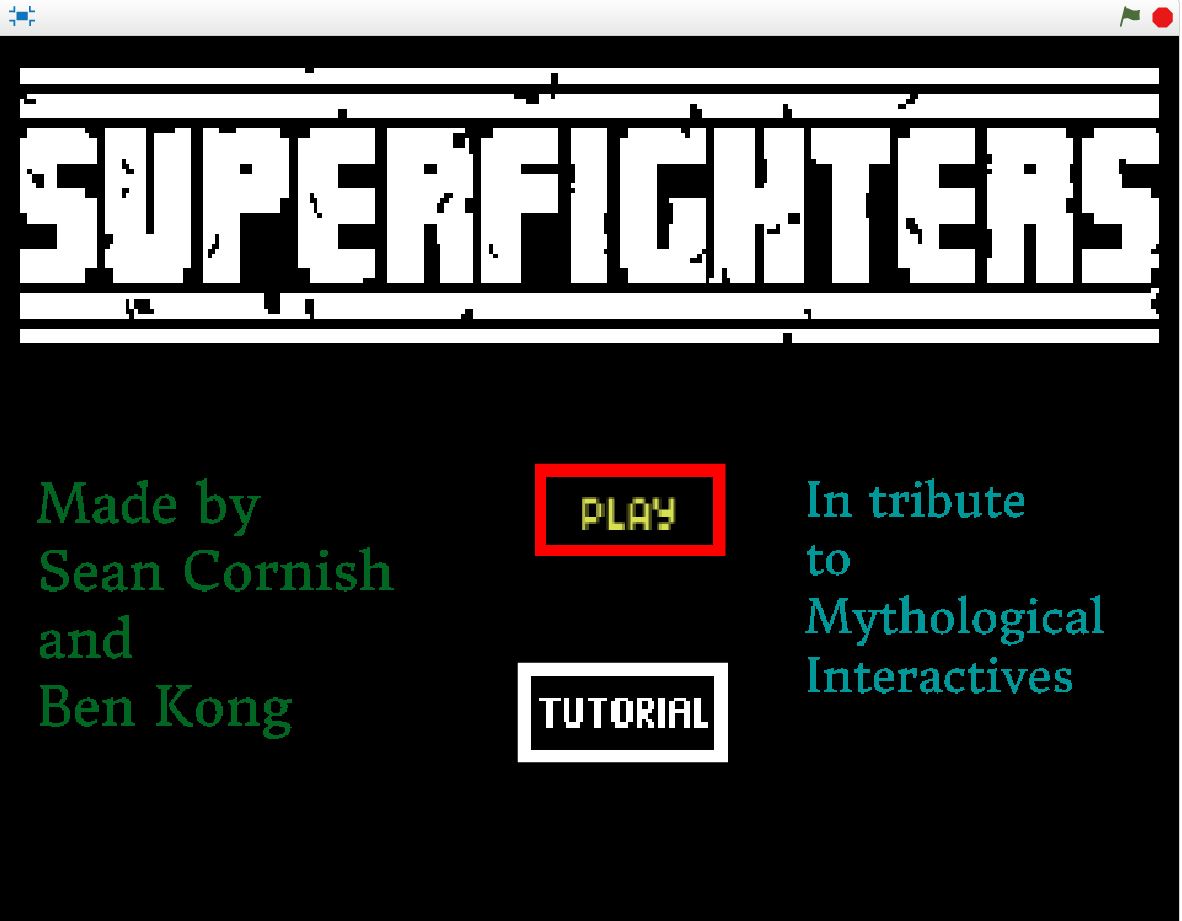 SUPERFIGHTERS
Made by
Sean Cornish
and
Ben Kong
PLAY
TUTORIAL
In tribute
to
Mythological
Interactives